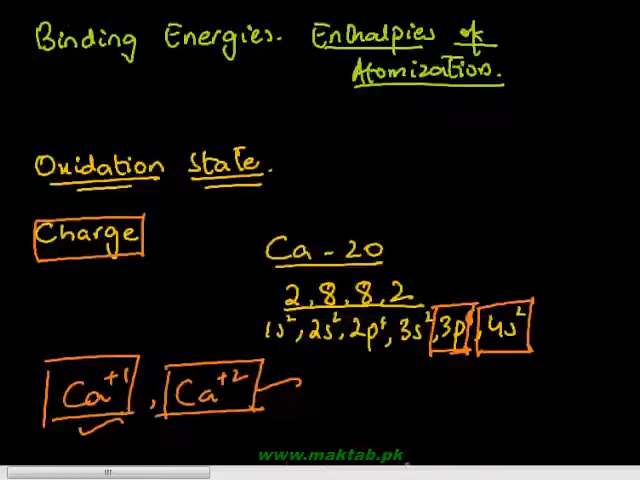 Binding Energies. Enthalpies of
Atomization.
Oxidation State.
Charge
Ca - 20
2, 8, 8, 2
1s², 2s², 2p⁶, 3s², 3p⁶, 4s²
Ca⁺¹, Ca⁺²
www.maktab.pk